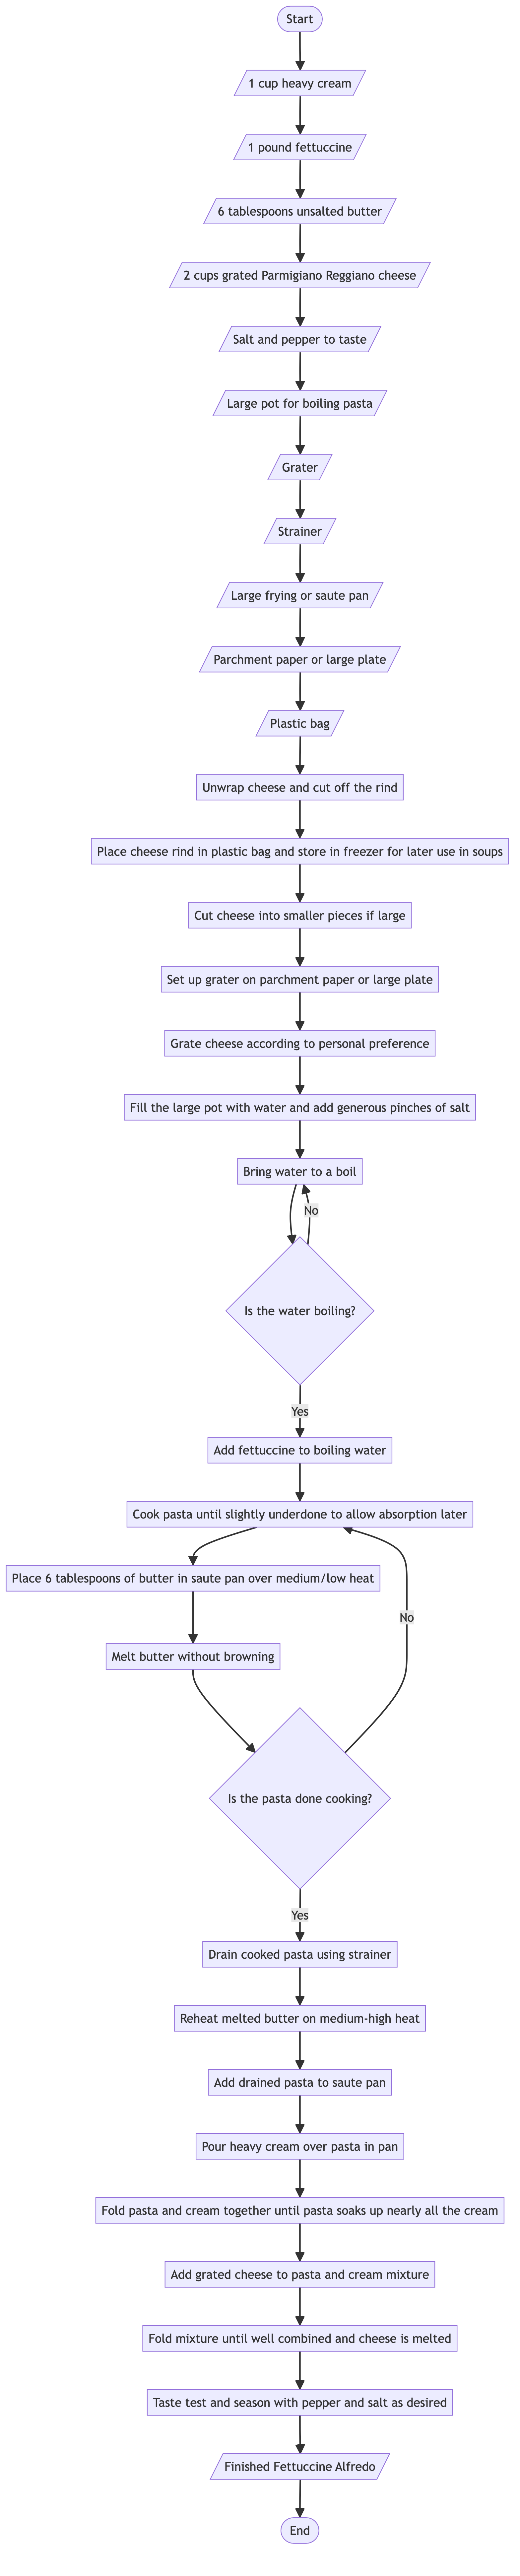 Start
1 cup heavy cream
1 pound fettuccine
6 tablespoons unsalted butter
2 cups grated Parmigiano Reggiano cheese
Salt and pepper to taste
Large pot for boiling pasta
Grater
Strainer
Large frying or saute pan
Parchment paper or large plate
Plastic bag
Unwrap cheese and cut off the rind
Place cheese rind in plastic bag and store in freezer for later use in soups
Cut cheese into smaller pieces if large
Set up grater on parchment paper or large plate
Grate cheese according to personal preference
Fill the large pot with water and add generous pinches of salt
Bring water to a boil
No
Is the water boiling?
Yes
Add fettuccine to boiling water
Cook pasta until slightly underdone to allow absorption later
Place 6 tablespoons of butter in saute pan over medium/low heat
No
Melt butter without browning
Is the pasta done cooking?
Yes
Drain cooked pasta using strainer
Reheat melted butter on medium-high heat
Add drained pasta to saute pan
Pour heavy cream over pasta in pan
Fold pasta and cream together until pasta soaks up nearly all the cream
Add grated cheese to pasta and cream mixture
Fold mixture until well combined and cheese is melted
Taste test and season with pepper and salt as desired
Finished Fettuccine Alfredo
End